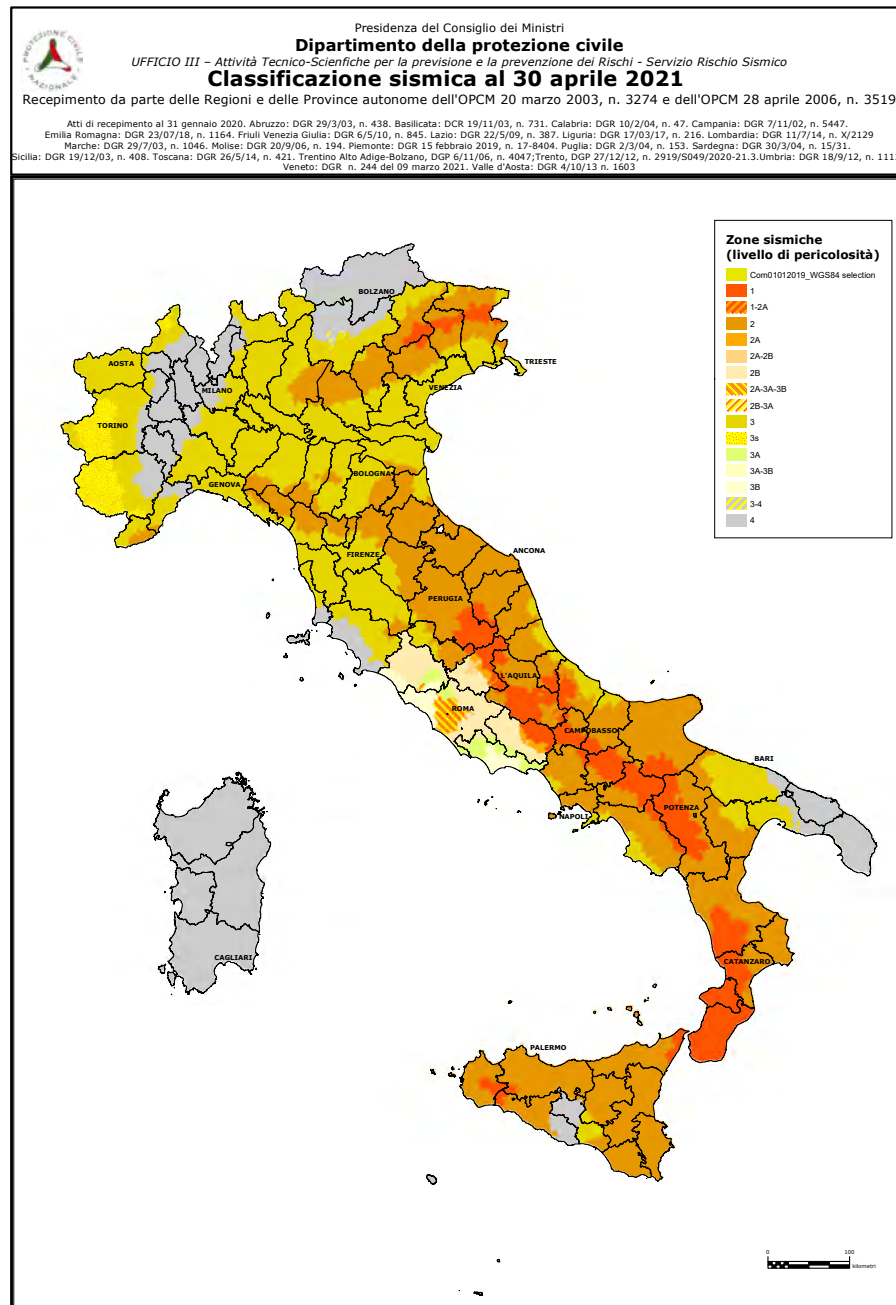 Presidenza del Consiglio dei Ministri
Dipartimento della protezione civile
UFFICIO III – Attività Tecnico-Scienfiche per la previsione e la prevenzione dei Rischi - Servizio Rischio Sismico
Classificazione sismica al 30 aprile 2021
Recepimento da parte delle Regioni e delle Province autonome dell'OPCM 20 marzo 2003, n. 3274 e dell'OPCM 28 aprile 2006, n. 3519
Atti di recepimento al 31 gennaio 2020. Abruzzo: DGR 29/3/03, n. 438. Basilicata: DCR 19/11/03, n. 731. Calabria: DGR 10/2/04, n. 47. Campania: DGR 7/11/02, n. 5447.
Emilia Romagna: DGR 23/07/18, n. 1164. Friuli Venezia Giulia: DGR 6/5/10, n. 845. Lazio: DGR 22/5/09, n. 387. Liguria: DGR 17/03/17, n. 216. Lombardia: DGR 11/7/14, n. X/2129
Marche: DGR 29/7/03, n. 1046. Molise: DGR 20/9/06, n. 194. Piemonte: DGR 15 febbraio 2019, n. 17-8404. Puglia: DGR 2/3/04, n. 153. Sardegna: DGR 30/3/04, n. 15/31.
Sicilia: DGR 19/12/03, n. 408. Toscana: DGR 26/5/14, n. 421. Trentino Alto Adige-Bolzano, DGP 6/11/06, n. 4047;Trento, DGP 27/12/12, n. 2919/S049/2020-21.3.Umbria: DGR 18/9/12, n. 111
Veneto: DGR n. 244 del 09 marzo 2021. Valle d'Aosta: DGR 4/10/13 n. 1603
PROTEZIONE CIVILE
NAZIONALE
Zone sismiche
(livello di pericolosità)
Com01012019_WGS84 selection
1
1-2A
2
2A
2A-2B
2B
2A-3A-3B
2B-3A
3
3s
3A
3A-3B
3B
3-4
4
BOLZANO
TRIESTE
AOSTA
MILANO
VENEZIA
TORINO
BOLOGNA
GENOVA
FIRENZE
ANCONA
PERUGIA
L'AQUILA
ROMA
CAMPOBASSO
BARI
NAPOLI
POTENZA
CAGLIARI
CATANZARO
PALERMO
0 100
kilometri